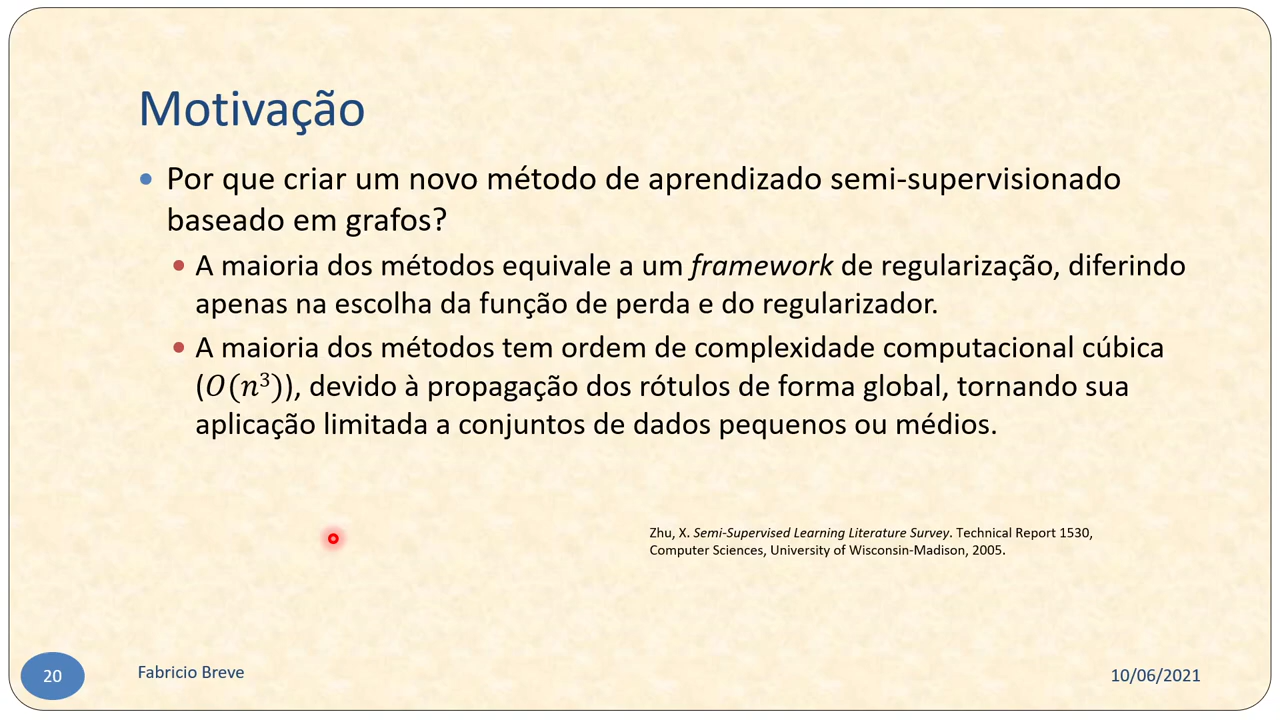 Motivação
• Por que criar um novo método de aprendizado semi-supervisionado
baseado em grafos?
• A maioria dos métodos equivale a um framework de regularização, diferindo
apenas na escolha da função de perda e do regularizador.
• A maioria dos métodos tem ordem de complexidade computacional cúbica
(O(n³)), devido à propagação dos rótulos de forma global, tornando sua
aplicação limitada a conjuntos de dados pequenos ou médios.
Zhu, X. Semi-Supervised Learning Literature Survey. Technical Report 1530,
Computer Sciences, University of Wisconsin-Madison, 2005.
20
Fabricio Breve
10/06/2021